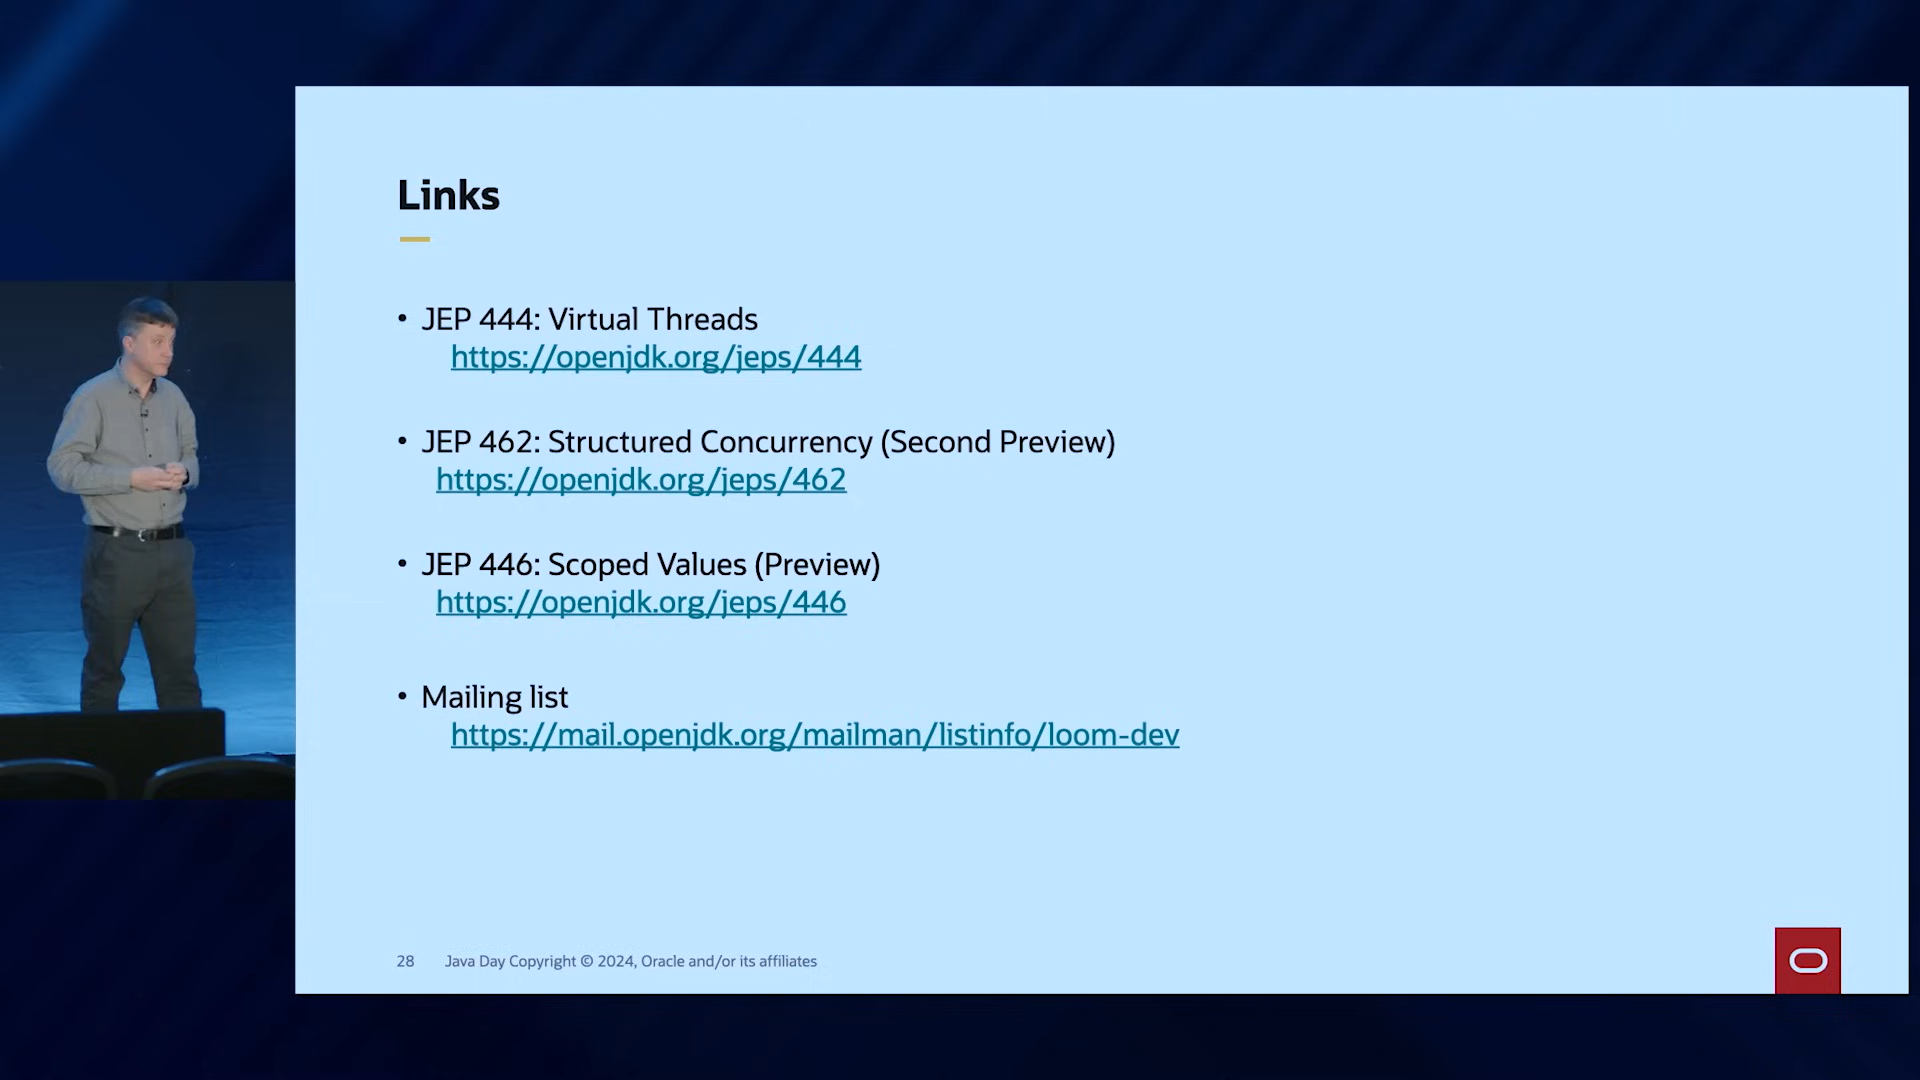 Links
• JEP 444: Virtual Threads
https://openjdk.org/jeps/444
• JEP 462: Structured Concurrency (Second Preview)
https://openjdk.org/jeps/462
• JEP 446: Scoped Values (Preview)
https://openjdk.org/jeps/446
• Mailing list
https://mail.openjdk.org/mailman/listinfo/loom-dev
28 Java Day Copyright © 2024, Oracle and/or its affiliates